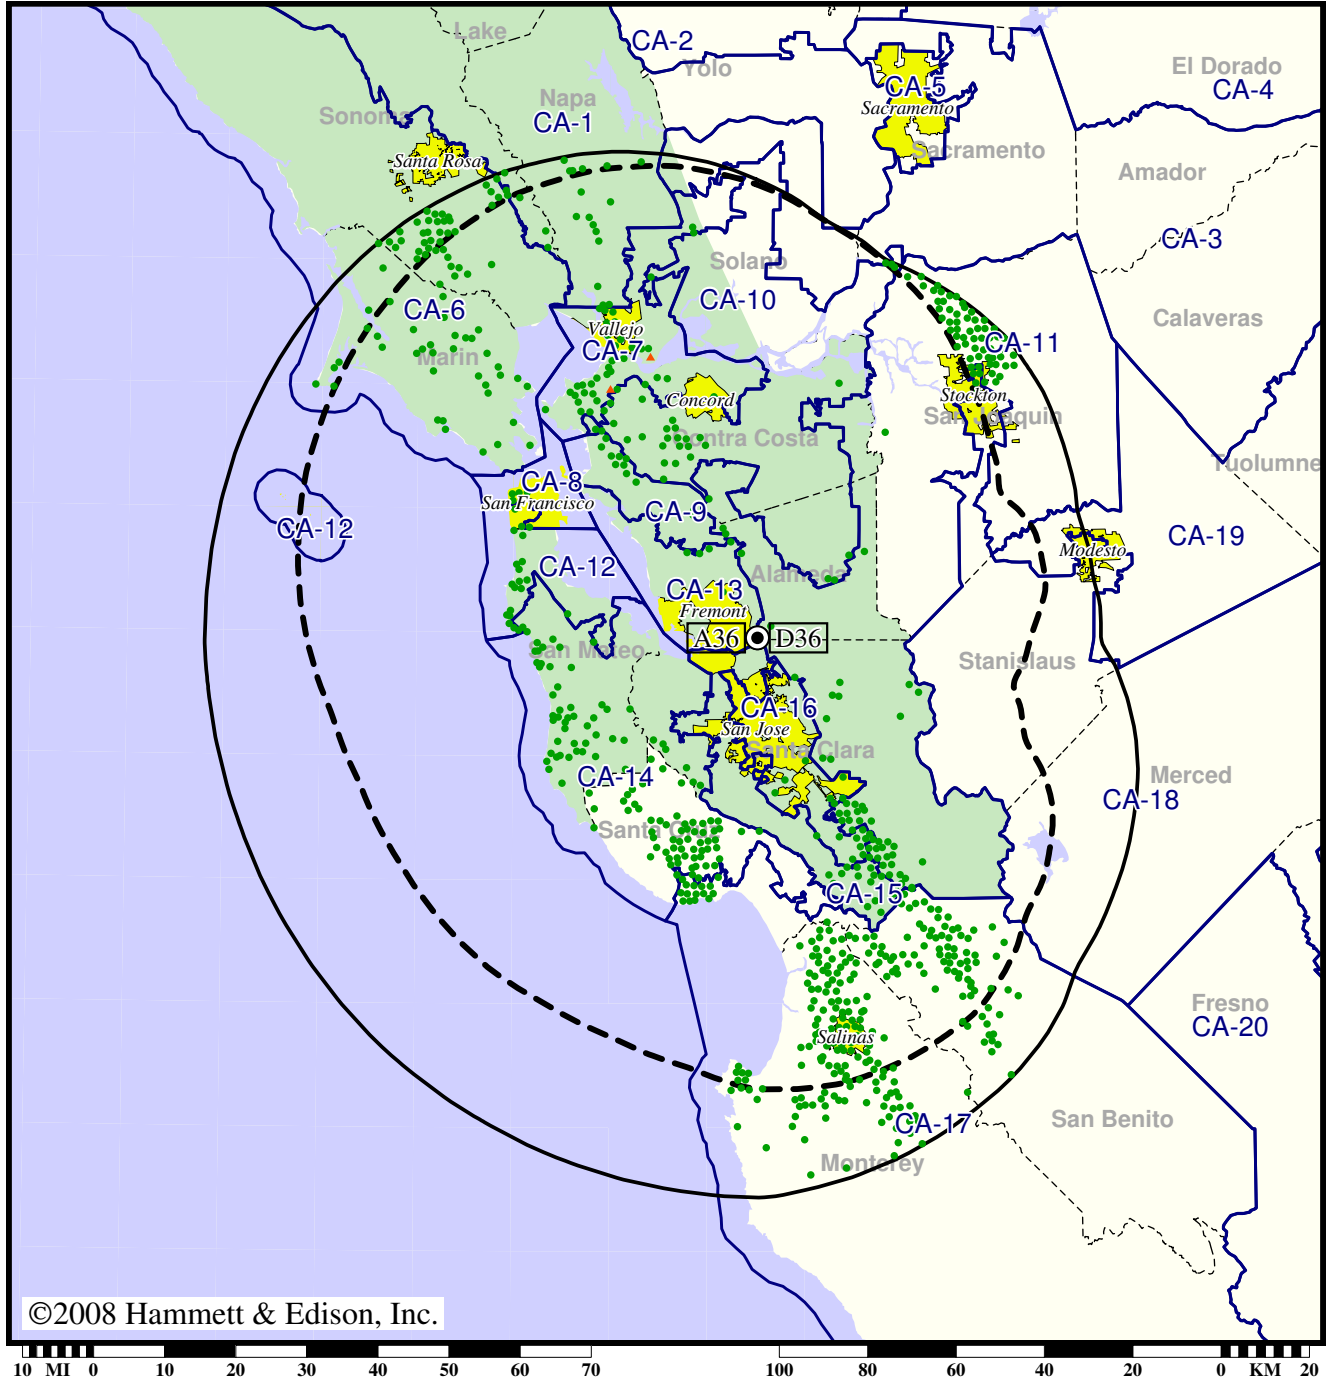 Lake
CA-2
Yolo
El Dorado
CA-4
CA-5
Sacramento
Napa
CA-1
Sonoma
Sacramento
Santa Rosa
Amador
CA-3
Solano
CA-10
CA-6
Calaveras
Vallejo
CA-7
CA-11
Marin
Stockton
Concord
San Joaquin
Contra Costa
Tuolumne
CA-8
San Francisco
CA-9
CA-12
CA-19
Modesto
CA-12
Alameda
CA-13
Fremont
A36
D36
San Mateo
Stanislaus
CA-16
San Jose
Santa Clara
CA-14
Merced
CA-18
Santa Cruz
CA-15
Fresno
CA-20
Salinas
CA-17
San Benito
Monterey
©2008 Hammett & Edison, Inc.
10 MI 0 10 20 30 40 50 60 70 100 80 60 40 20 0 KM 20